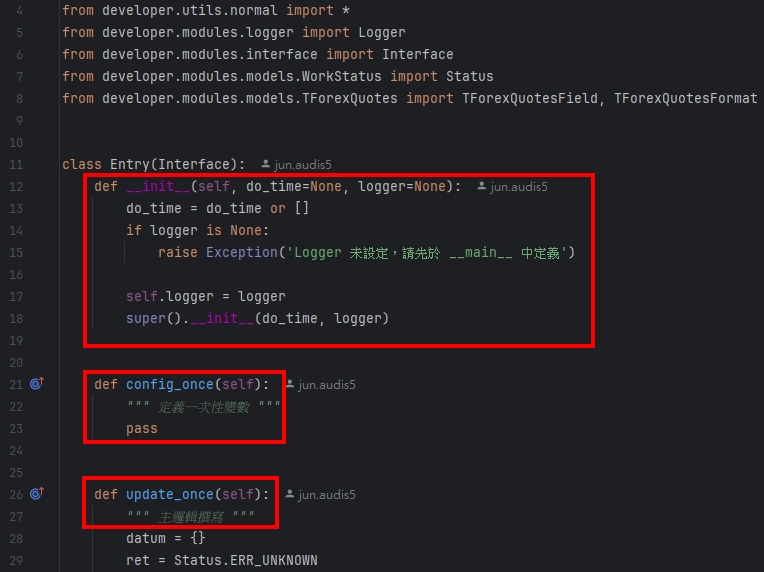 4 from developer.utils.normal import *
5 from developer.modules.logger import Logger
6 from developer.modules.interface import Interface
7 from developer.modules.models.WorkStatus import Status
8 from developer.modules.models.TForexQuotes import TForexQuotesField, TForexQuotesFormat
9
10
11 class Entry(Interface): jun.audis5
12 def __init__(self, do_time=None, logger=None): jun.audis5
13 do_time = do_time or []
14 if logger is None:
15 raise Exception('Logger 未設定，請先於 __main__ 中定義')
16
17 self.logger = logger
18 super().__init__(do_time, logger)
19
20
21 def config_once(self): jun.audis5
22 """ 定義一次性變數 """
23 pass
24
25
26 def update_once(self): jun.audis5
27 """ 主邏輯撰寫 """
28 datum = {}
29 ret = Status.ERR_UNKNOWN